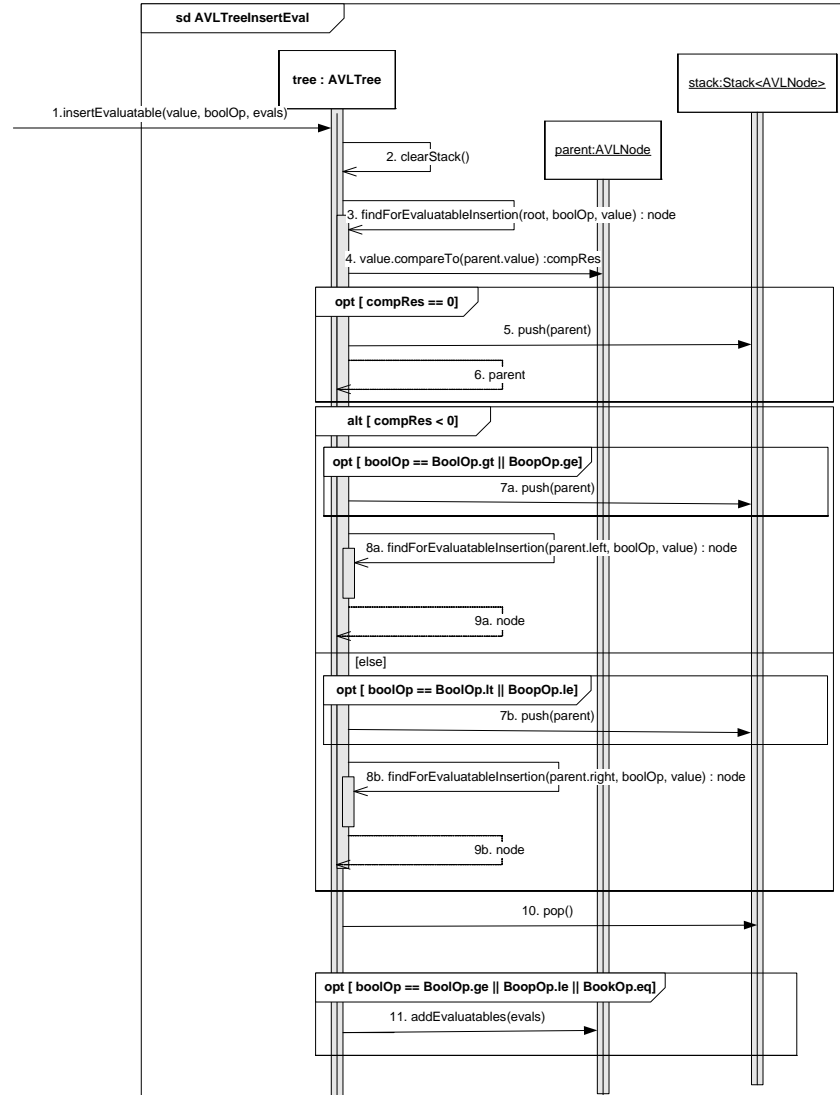 sd AVLTreeInsertEval
tree : AVLTree
stack:Stack<AVLNode>
1.insertEvaluatable(value, boolOp, evals)
parent:AVLNode
2. clearStack()
3. findForEvaluatableInsertion(root, boolOp, value) : node
4. value.compareTo(parent.value) :compRes
opt [ compRes == 0]
5. push(parent)
6. parent
alt [ compRes < 0]
opt [ boolOp == BoolOp.gt || BoopOp.ge]
7a. push(parent)
8a. findForEvaluatableInsertion(parent.left, boolOp, value) : node
9a. node
[else]
opt [ boolOp == BoolOp.lt || BoopOp.le]
7b. push(parent)
8b. findForEvaluatableInsertion(parent.right, boolOp, value) : node
9b. node
10. pop()
opt [ boolOp == BoolOp.ge || BoopOp.le || BookOp.eq]
11. addEvaluatables(evals)